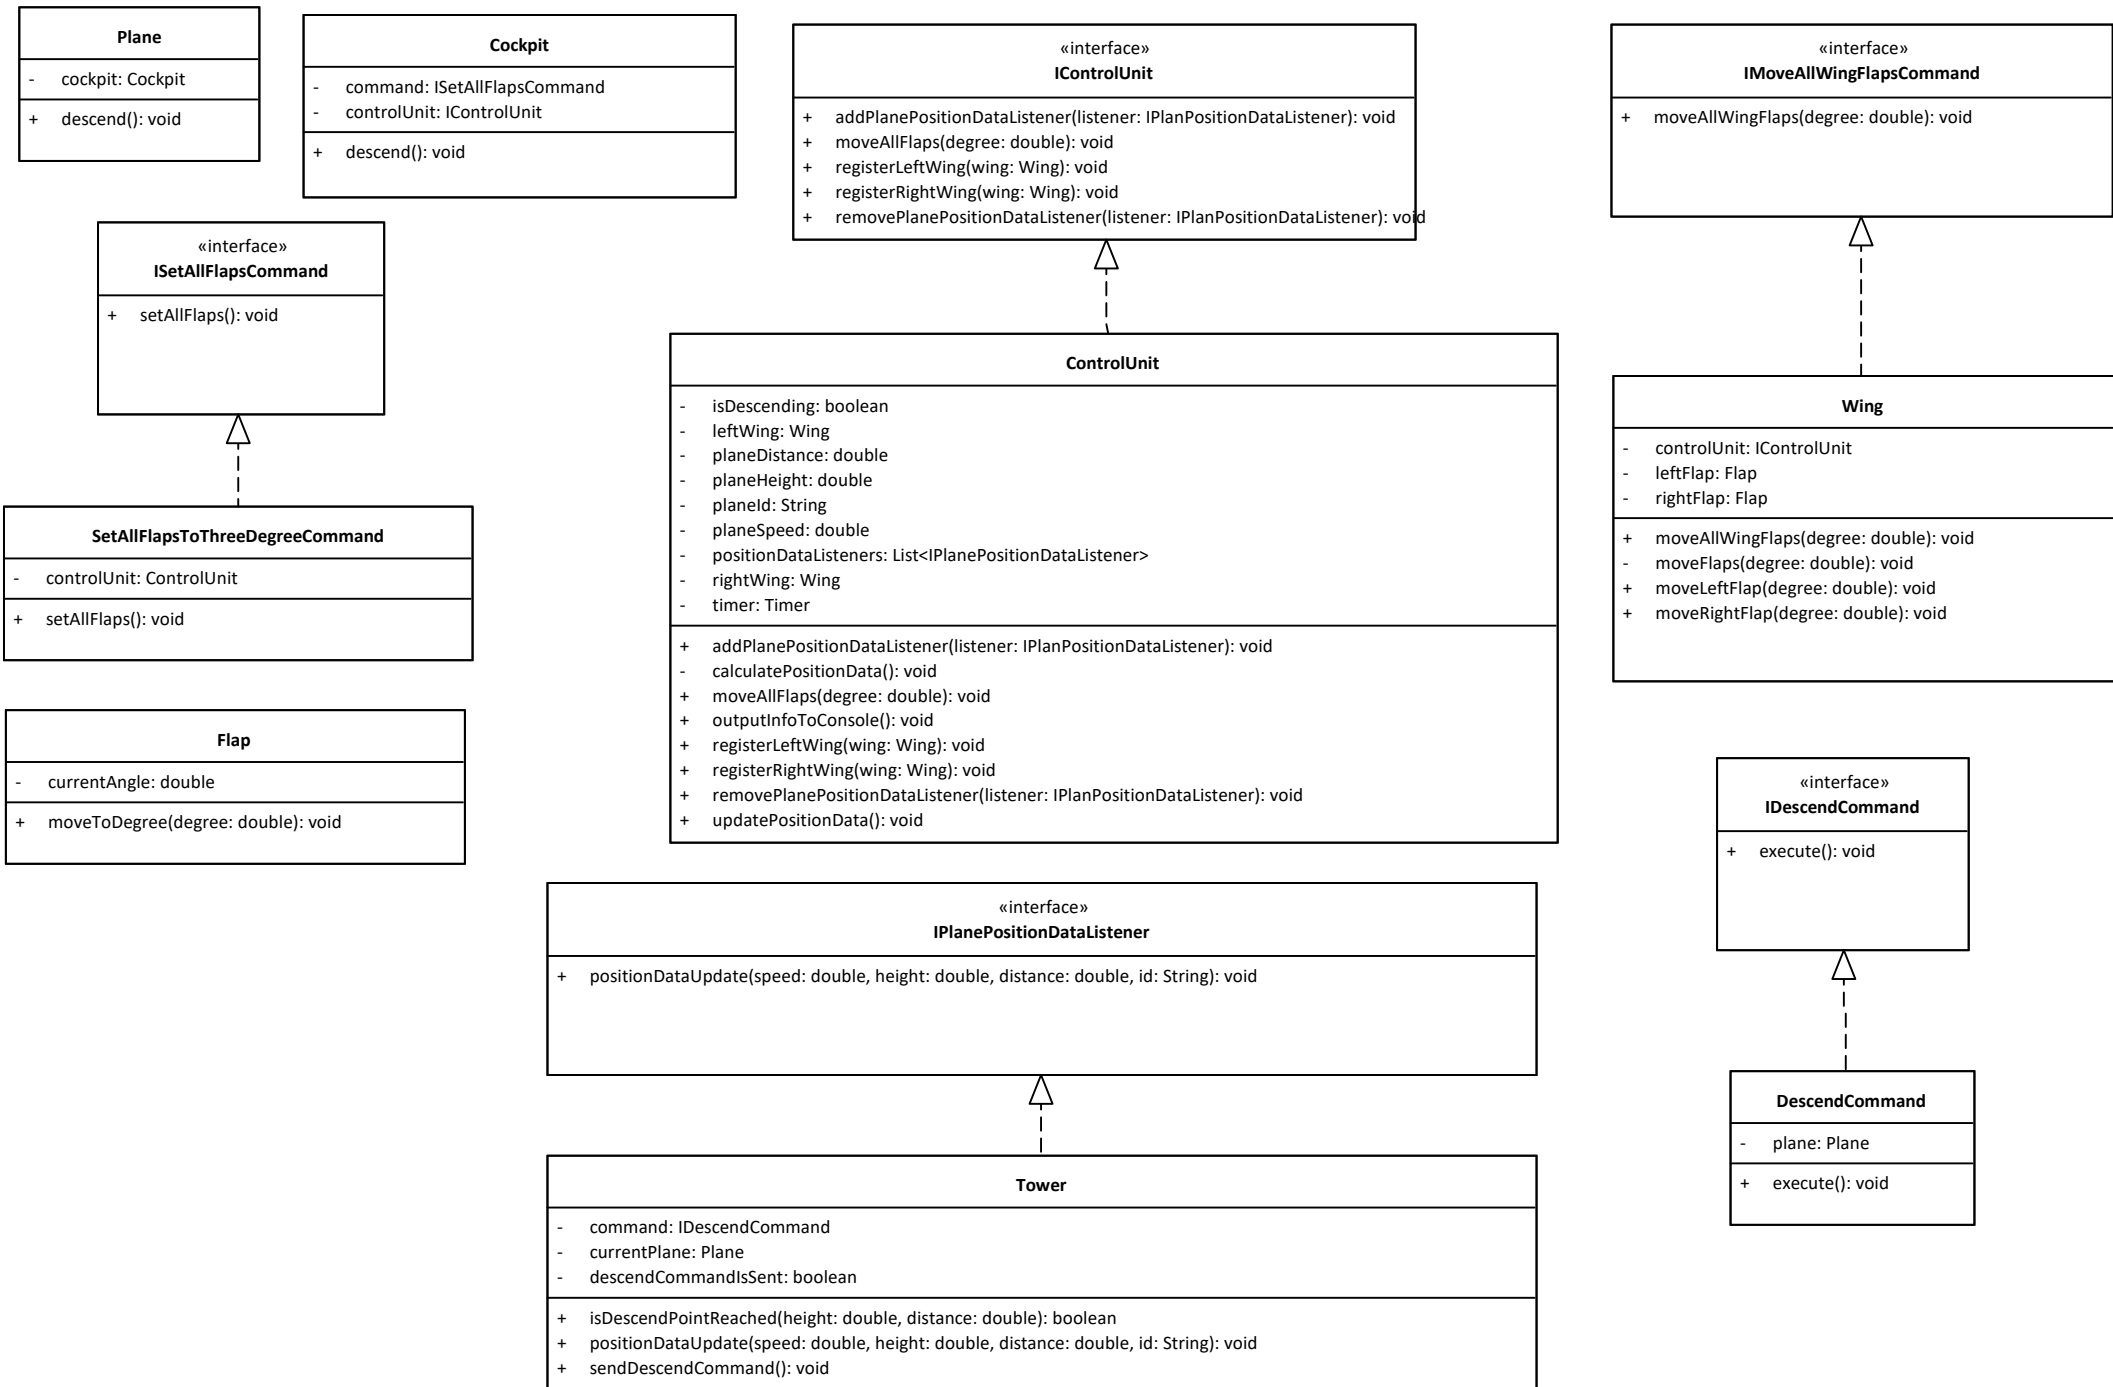 Plane
- cockpit: Cockpit
+ descend(): void
Cockpit
- command: ISetAllFlapsCommand
- controlUnit: IControlUnit
+ descend(): void
«interface»
IControlUnit
+ addPlanePositionDataListener(listener: IPlanPositionDataListener): void
+ moveAllFlaps(degree: double): void
+ registerLeftWing(wing: Wing): void
+ registerRightWing(wing: Wing): void
+ removePlanePositionDataListener(listener: IPlanPositionDataListener): void
«interface»
IMoveAllWingFlapsCommand
+ moveAllWingFlaps(degree: double): void
«interface»
ISetAllFlapsCommand
+ setAllFlaps(): void
ControlUnit
- isDescending: boolean
- leftWing: Wing
- planeDistance: double
- planeHeight: double
- planeId: String
- planeSpeed: double
- positionDataListeners: List<IPlanePositionDataListener>
- rightWing: Wing
- timer: Timer
+ addPlanePositionDataListener(listener: IPlanPositionDataListener): void
- calculatePositionData(): void
+ moveAllFlaps(degree: double): void
+ outputInfoToConsole(): void
+ registerLeftWing(wing: Wing): void
+ registerRightWing(wing: Wing): void
+ removePlanePositionDataListener(listener: IPlanPositionDataListener): void
+ updatePositionData(): void
Wing
- controlUnit: IControlUnit
- leftFlap: Flap
- rightFlap: Flap
+ moveAllWingFlaps(degree: double): void
- moveFlaps(degree: double): void
+ moveLeftFlap(degree: double): void
+ moveRightFlap(degree: double): void
SetAllFlapsToThreeDegreeCommand
- controlUnit: ControlUnit
+ setAllFlaps(): void
Flap
- currentAngle: double
+ moveToDegree(degree: double): void
«interface»
IDescendCommand
+ execute(): void
«interface»
IPlanePositionDataListener
+ positionDataUpdate(speed: double, height: double, distance: double, id: String): void
DescendCommand
- plane: Plane
+ execute(): void
Tower
- command: IDescendCommand
- currentPlane: Plane
- descendCommandIsSent: boolean
+ isDescendPointReached(height: double, distance: double): boolean
+ positionDataUpdate(speed: double, height: double, distance: double, id: String): void
+ sendDescendCommand(): void